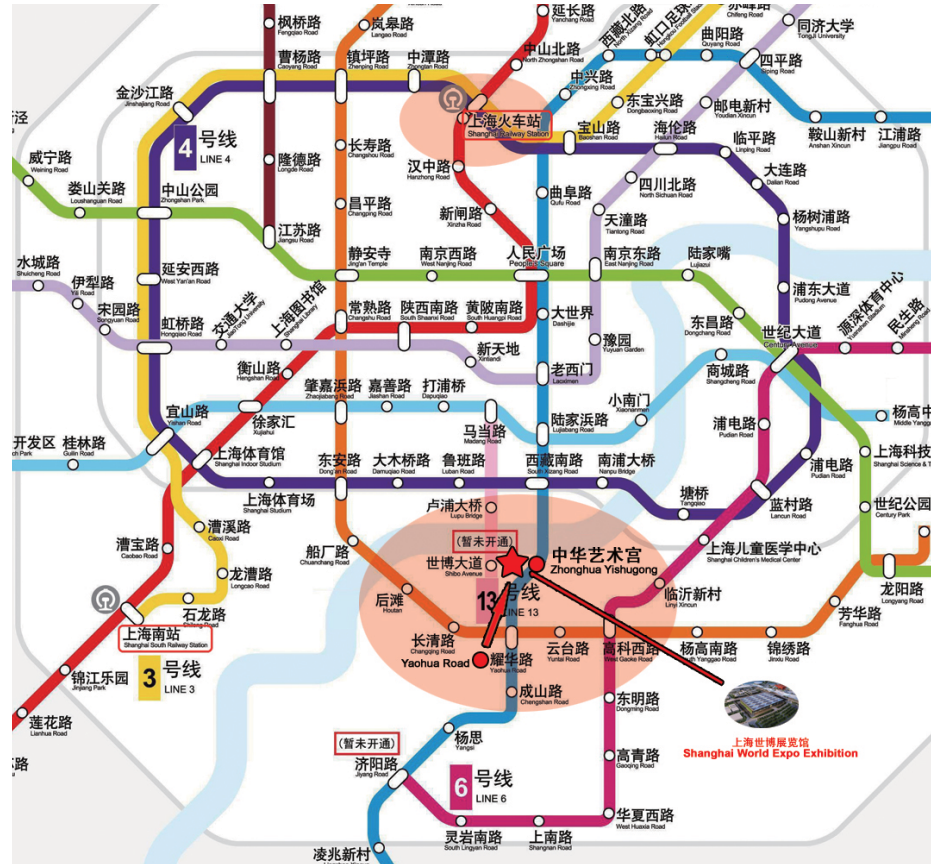 枫桥路
Fengqiao Road
岚皋路
Langao Road
延长路
Yanchang Road
西藏北路
North Xizang Road
虹口足球
Hongkou Football Stadium
赤峰路
Chifeng Road
曲阳路
Quyang Road
同济大学
TongJi University
曹杨路
Caoyang Road
镇坪路
Zhenping Road
中潭路
Zhongtan Road
中山北路
North Zhongshan Road
中兴路
Zhongxing Road
四平路
Siping Road
金沙江路
Jinshajiang Road
上海火车站
Shanghai Railway Station
东宝兴路
Dongbaoxing Road
邮电新村
Youdian Xincun
鞍山新村
Anshan Xincun
江浦路
Jiangpu Road
4
号线
LINE 4
宝山路
Baoshan Road
海伦路
Hailun Road
临平路
Linping Road
威宁路
Weining Road
隆德路
Longde Road
长寿路
Changshou Road
汉中路
Hanzhong Road
四川北路
North Sichuan Road
大连路
Dalian Road
娄山关路
Loushanguan Road
中山公园
Zhongshan Park
江苏路
Jiangsu Road
昌平路
Changping Road
新闸路
Xinzha Road
曲阜路
Qufu Road
天潼路
Tiantong Road
杨树浦路
Yangshupu Road
水城路
Shuicheng Road
伊犁路
Yili Road
延安西路
West Yan'an Road
静安寺
Jing'an Temple
南京西路
West Nanjing Road
人民广场
People's Square
南京东路
East Nanjing Road
陆家嘴
Lujiazui
浦东大道
Pudong Avenue
宋园路
Songyuan Road
虹桥路
Hongqiao Road
交通大学
JiaoTong University
上海图书馆
Shanghai Library
常熟路
Changshu Road
陕西南路
South Shaanxi Road
黄陂南路
South Huangpi Road
大世界
Dashijie
豫园
Yuyuan Garden
东昌路
Dongchang Road
世纪大道
Century Avenue
源深体育中心
Yuanshen Stadium
民生路
Minsheng Road
衡山路
Hengshan Road
新天地
Xintiandi
老西门
Laoximen
商城路
Shangcheng Road
宜山路
Yishan Road
徐家汇
Xujiahui
肇嘉浜路
Zhaojiabang Road
嘉善路
Jiashan Road
打浦桥
Dapuqiao
马当路
Madang Road
陆家浜路
Lujiabang Road
小南门
Xiaonanmen
浦电路
Pudian Road
杨高中
Middle Yanggao
开发区
桂林路
Guilin Road
上海体育馆
Shanghai Indoor Stadium
上海体育场
Shanghai Stadium
东安路
Dong'an Road
大木桥路
Damuqiao Road
鲁班路
Luban Road
西藏南路
South Xizang Road
南浦大桥
Nanpu Bridge
塘桥
Tangqiao
蓝村路
Lancun Road
浦电路
Pudian Road
上海科技
Shanghai Science & T
世纪公园
Century Park
漕宝路
Caobao Road
漕溪路
Caoxi Road
龙漕路
Longcao Road
石龙路
Shilong Road
船厂路
Chuanchang Road
卢浦大桥
Lupu Bridge
(暂未开通)
世博大道
Shibo Avenue
中华艺术宫
Zhonghua Yishugong
上海儿童医学中心
Shanghai Children's Medical Center
龙阳路
Longyang Road
后滩
Houtan
13
号线
LINE 13
临沂新村
Linyi Xincun
芳华路
Fanghua Road
上海南站
Shanghai South Railway Station
长清路
Changqing Road
Yaohua Road
耀华路
Yaohua Road
云台路
Yuntai Road
高科西路
West Gaoke Road
杨高南路
South Yanggao Road
锦绣路
Jinxiu Road
3
号线
LINE 3
锦江乐园
Jinjiang Park
莲花路
Lianhua Road
成山路
Chengshan Road
东明路
Dongming Road
上海世博展览馆
Shanghai World Expo Exhibition
(暂未开通)
杨思
Yangsi
济阳路
Jiyang Road
6
号线
LINE 6
高青路
Gaoqing Road
灵岩南路
South Lingyan Road
上南路
Shangnan Road
华夏西路
West Huaxia Road
凌兆新村